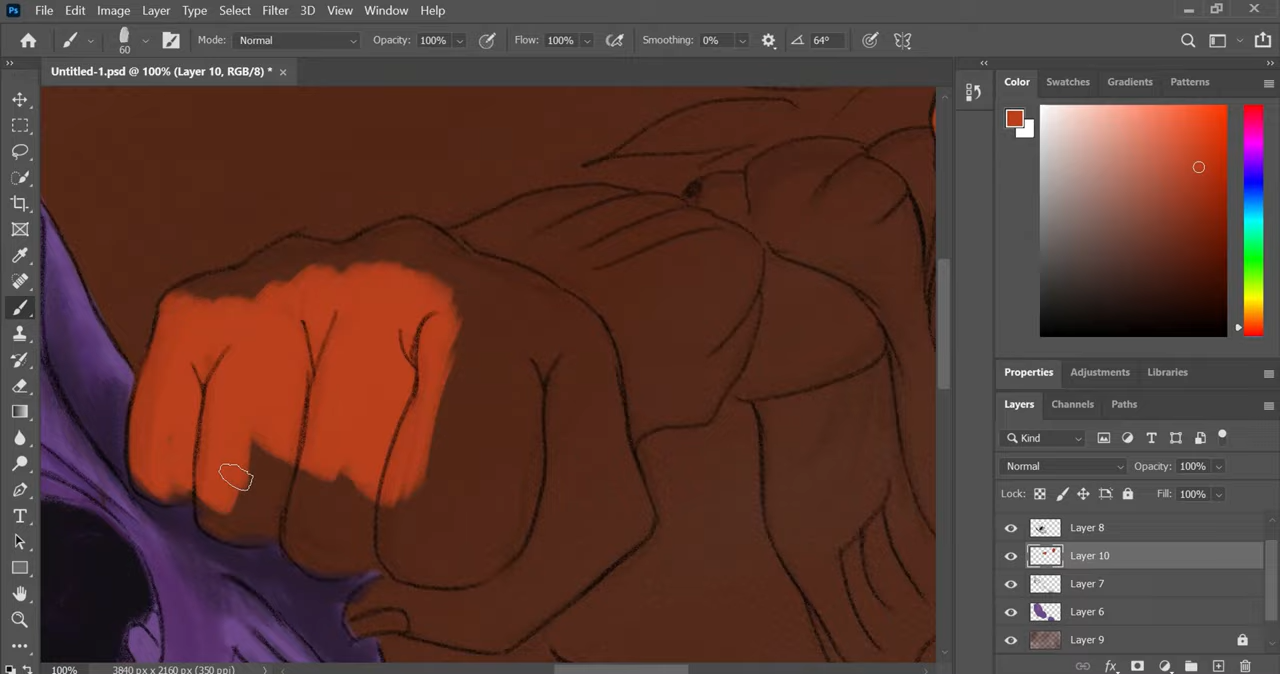 Ps File Edit Image Layer Type Select Filter 3D View Window Help
60 Mode: Normal Opacity: 100% Flow: 100% Smoothing: 0% 64°
Untitled-1.psd @ 100% (Layer 10, RGB/8) * ×
Color Swatches Gradients Patterns
Properties Adjustments Libraries
Layers Channels Paths
Kind
Normal Opacity: 100%
Lock: Fill: 100%
Layer 8
Layer 10
Layer 7
Layer 6
Layer 9
100% 3840 px x 2160 px (350 ppi)
fx